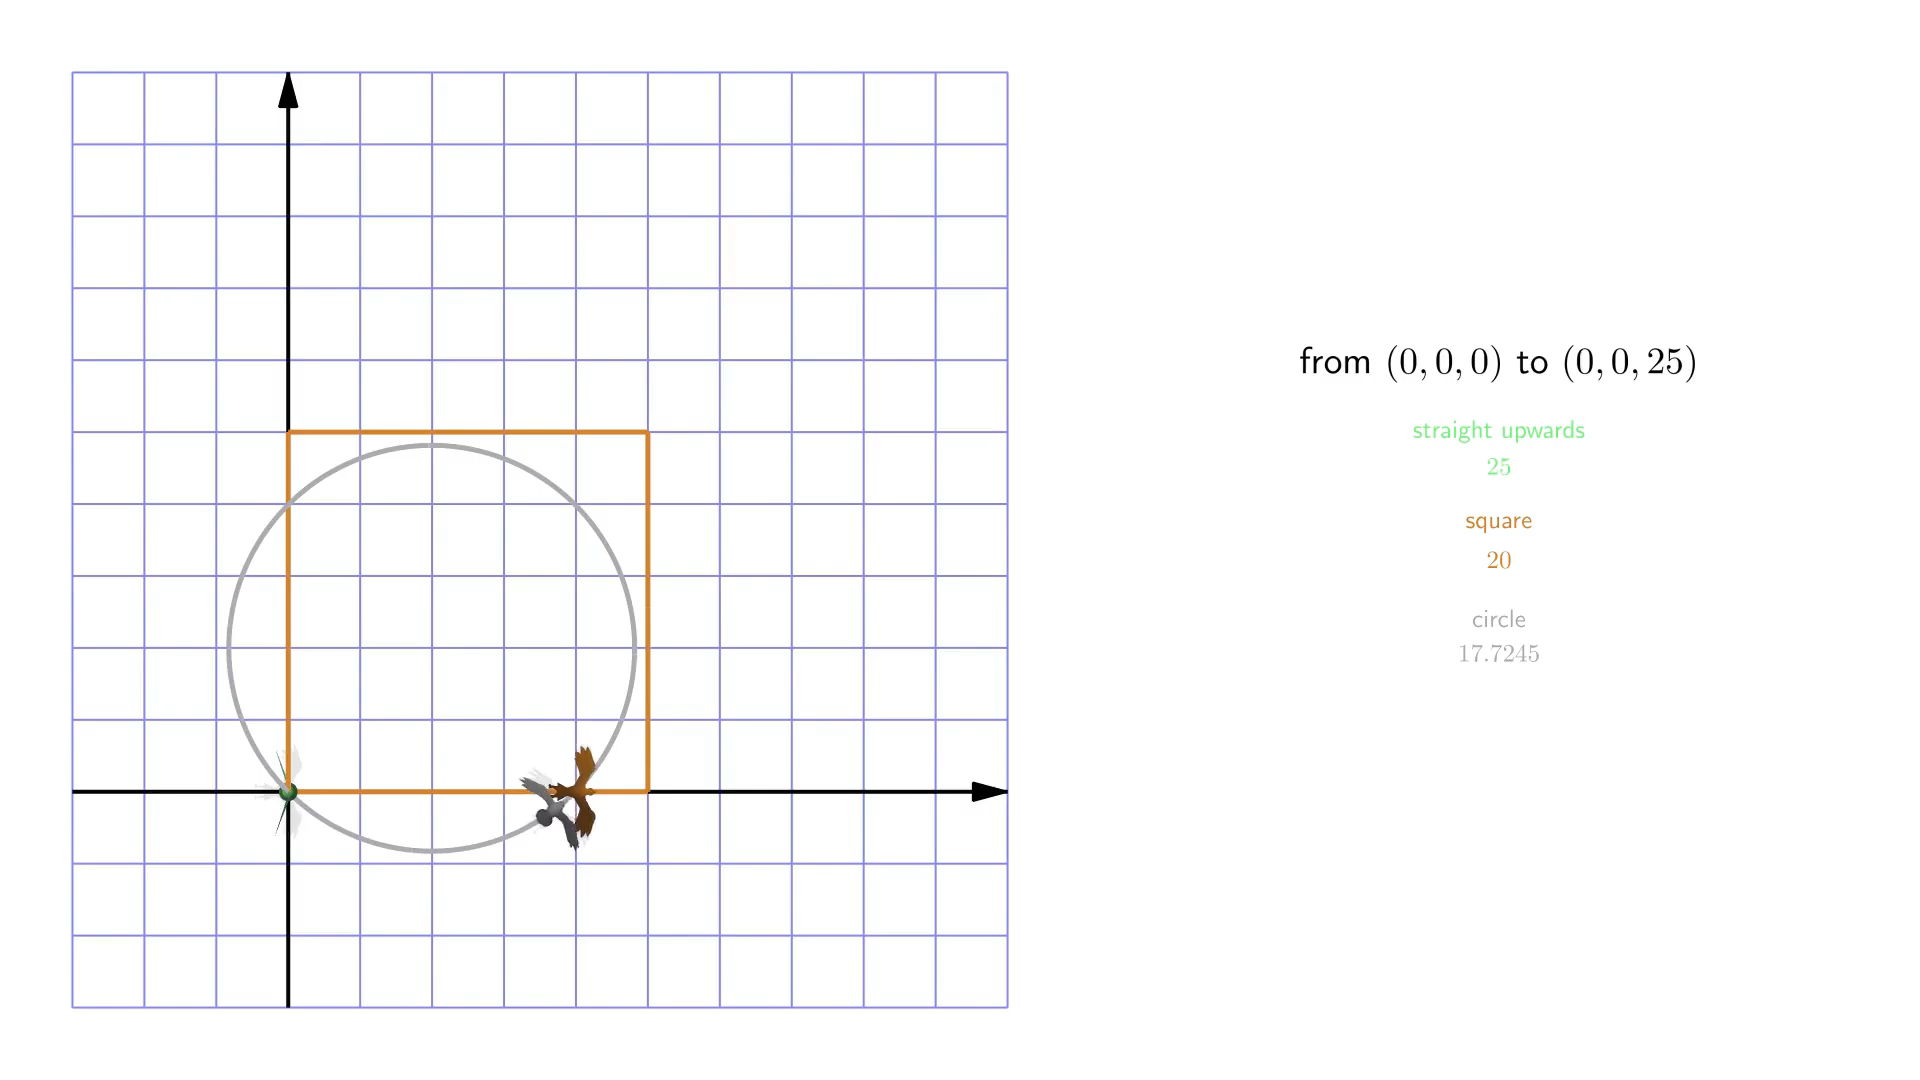 from (0, 0, 0) to (0, 0, 25)
straight upwards
25
square
20
circle
17.7245